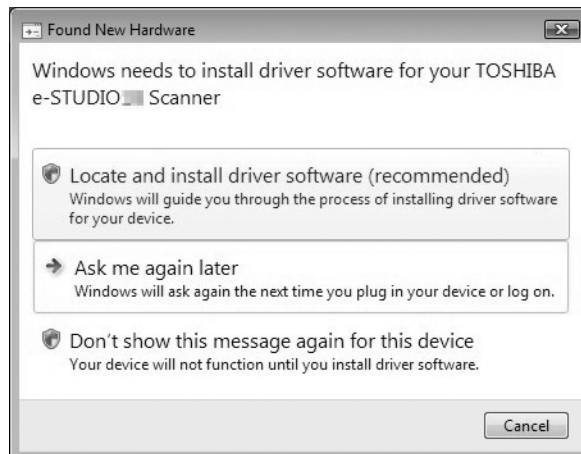 Found New Hardware
Windows needs to install driver software for your TOSHIBA
e-STUDIO Scanner
Locate and install driver software (recommended)
Windows will guide you through the process of installing driver software
for your device.
Ask me again later
Windows will ask again the next time you plug in your device or log on.
Don't show this message again for this device
Your device will not function until you install driver software.
Cancel